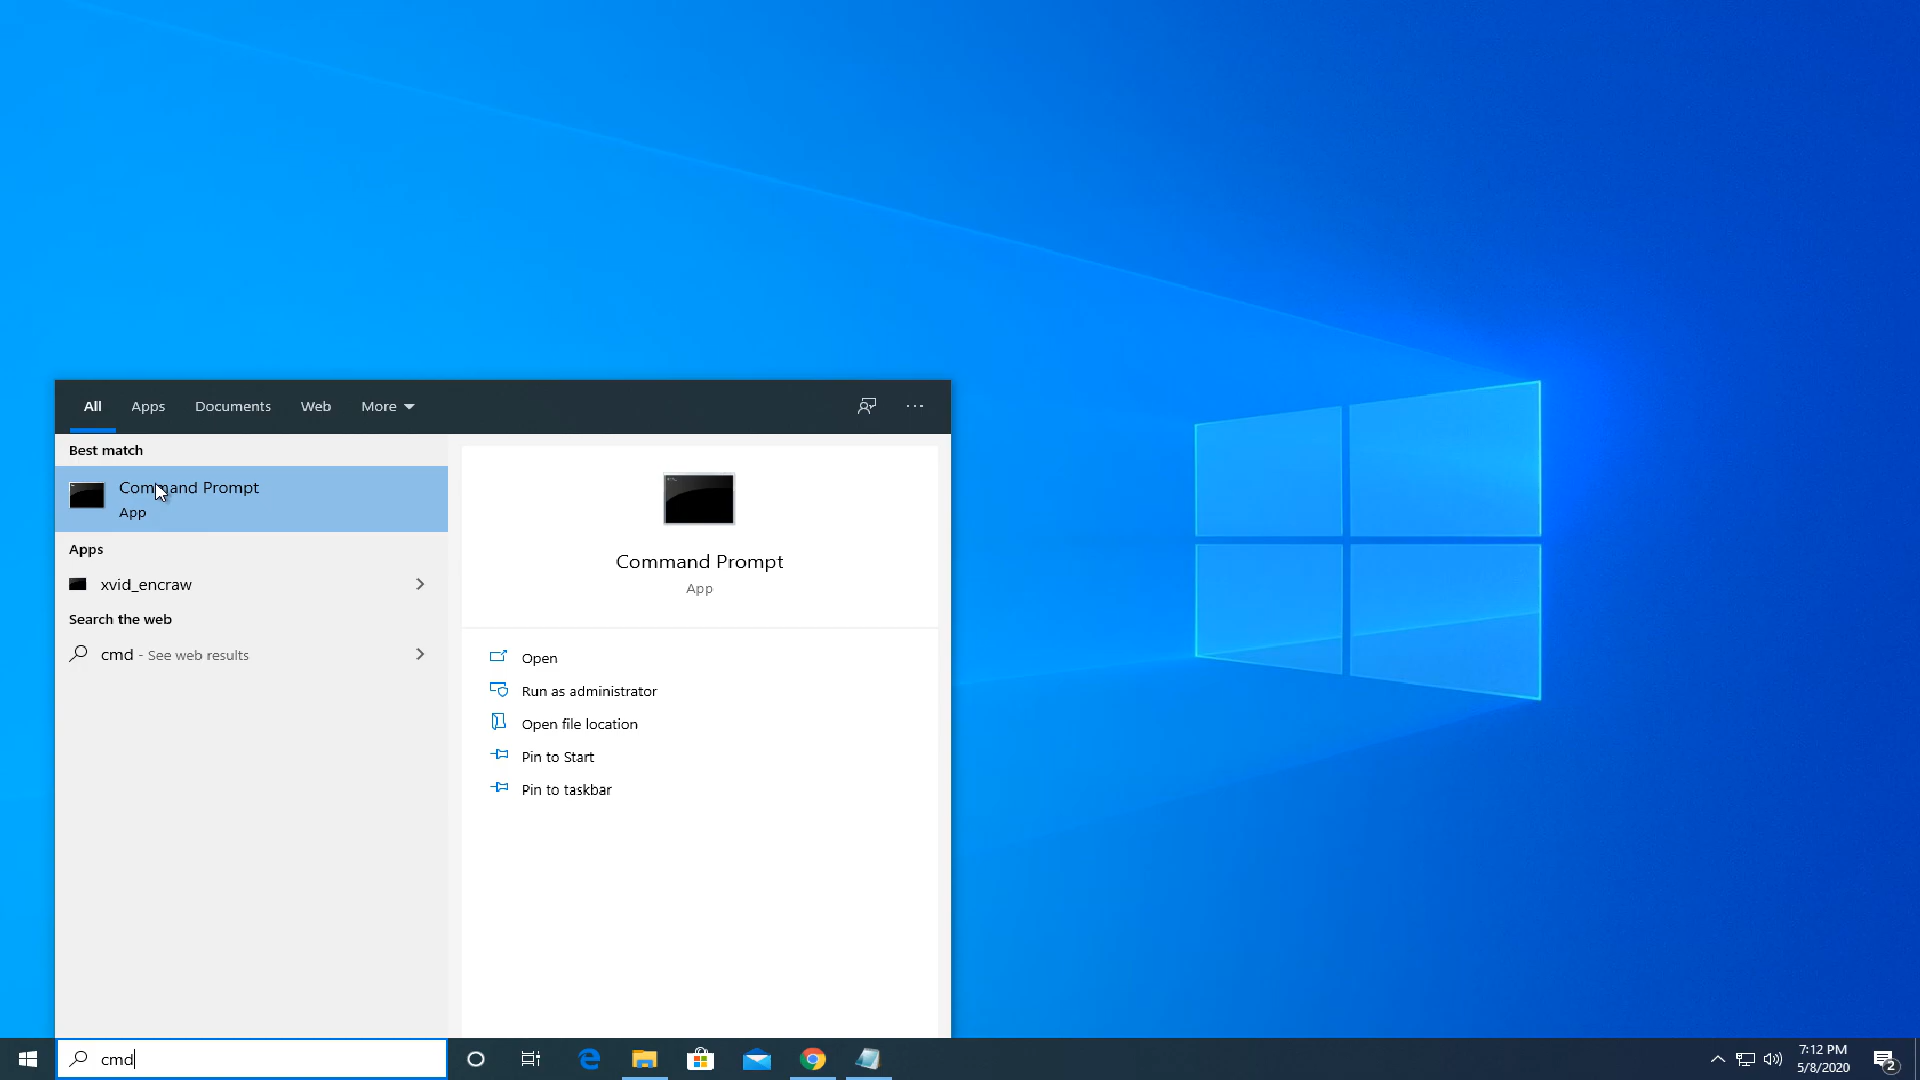 All Apps Documents Web More
Best match
Command Prompt
App
Apps
xvid_encraw
Search the web
cmd - See web results
Command Prompt
App
Open
Run as administrator
Open file location
Pin to Start
Pin to taskbar
cmd
7:12 PM
5/8/2020
2